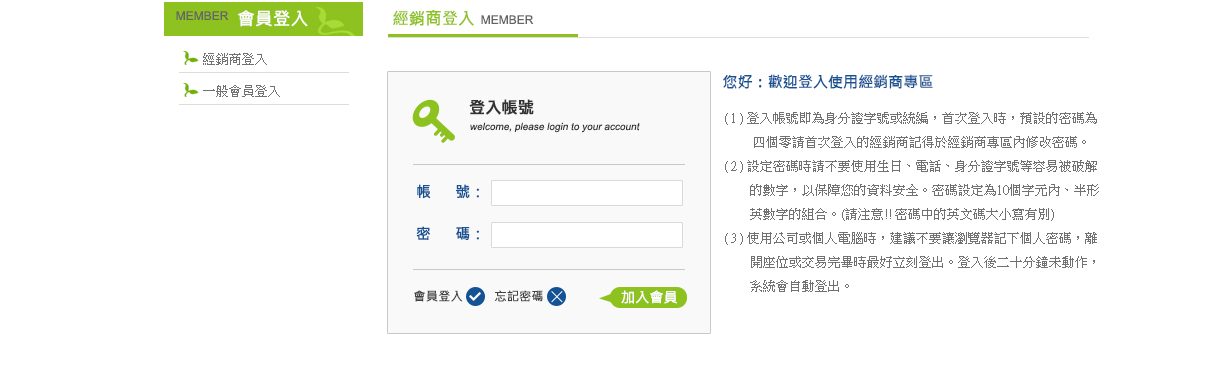 MEMBER 會員登入
經銷商登入
一般會員登入
經銷商登入 MEMBER
登入帳號
welcome, please login to your account
帳 號：
密 碼：
會員登入 忘記密碼 加入會員
您好：歡迎登入使用經銷商專區
(1)登入帳號即為身分證字號或統編，首次登入時，預設的密碼為
四個零請首次登入的經銷商記得於經銷商專區內修改密碼。
(2)設定密碼時請不要使用生日、電話、身分證字號等容易被破解
的數字，以保障您的資料安全。密碼設定為10個字元內、半形
英數字的組合。(請注意!!密碼中的英文碼大小寫有別)
(3)使用公司或個人電腦時，建議不要讓瀏覽器記下個人密碼，離
開座位或交易完畢時最好立刻登出。登入後二十分鐘未動作，
系統會自動登出。